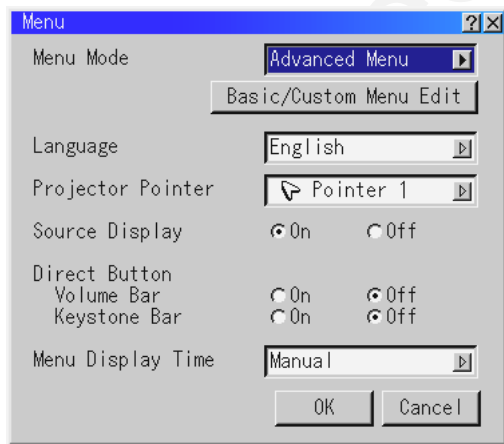 Menu ?
Menu Mode Advanced Menu
Basic/Custom Menu Edit
Language English
Projector Pointer Pointer 1
Source Display On Off
Direct Button
Volume Bar On Off
Keystone Bar On Off
Menu Display Time Manual
OK Cancel